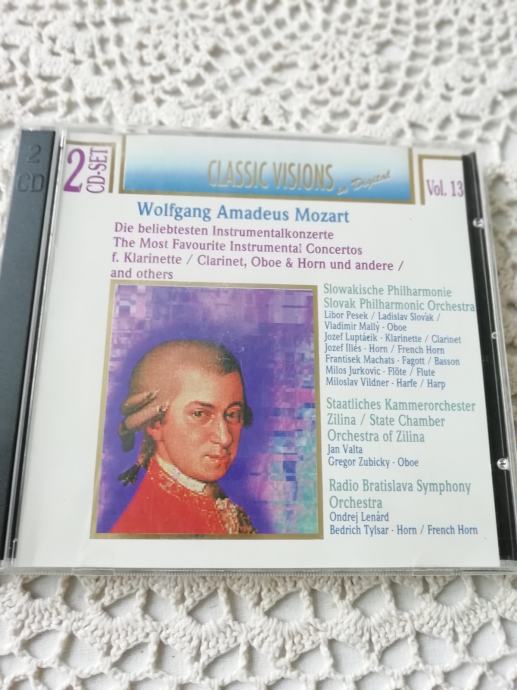 2
CD
2
CD-SET
CLASSIC VISIONS
in Digital
Vol. 13
Wolfgang Amadeus Mozart
Die beliebtesten Instrumentalkonzerte
The Most Favourite Instrumental Concertos
f. Klarinette / Clarinet, Oboe & Horn und andere /
and others
Slowakische Philharmonie
Slovak Philharmonic Orchestra
Libor Pesek / Ladislav Slovák /
Vladimir Mallý - Oboe
Jozef Luptácik - Klarinette / Clarinet
Jozef Illés - Horn / French Horn
Frantisek Machats - Fagott / Basson
Milos Jurkovic - Flöte / Flute
Miloslav Vildner - Harfe / Harp
Staatliches Kammerorchester
Zilina / State Chamber
Orchestra of Zilina
Jan Valta
Gregor Zubicky - Oboe
Radio Bratislava Symphony
Orchestra
Ondrej Lenárd
Bedrich Tylsar - Horn / French Horn